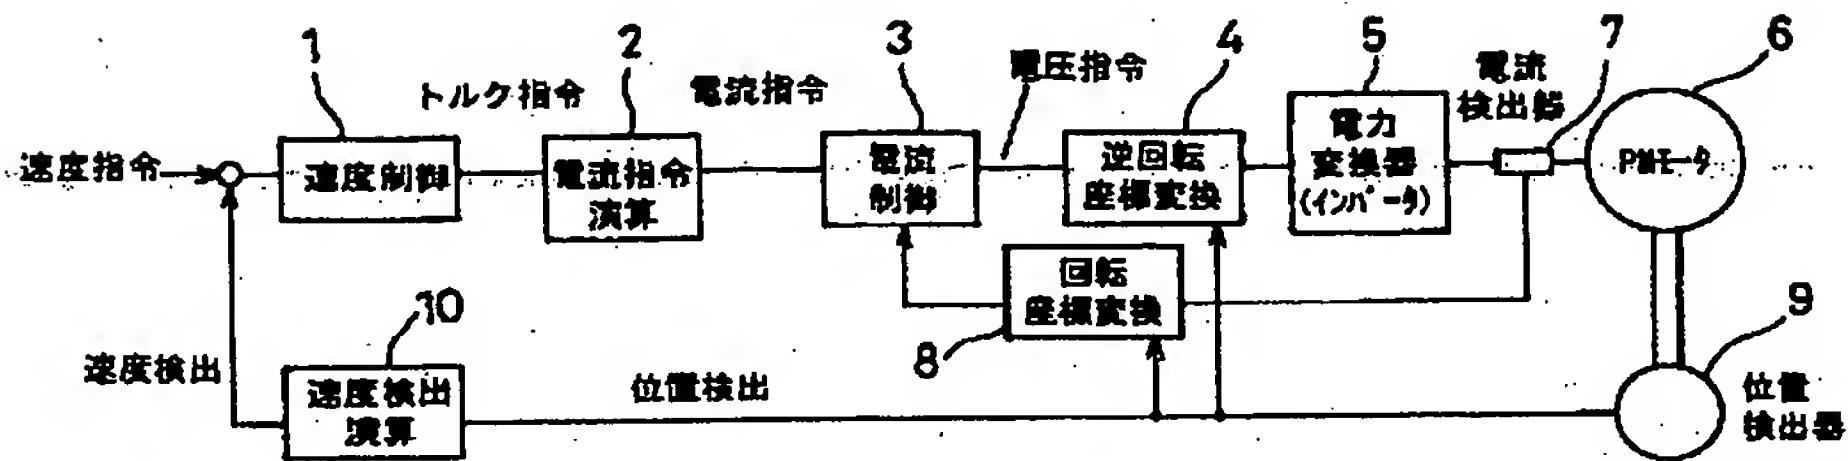 1
2
3
4
5
7
6
トルク指令
電流指令
電圧指令
電流
検出器
速度指令
速度制御
電流指令
演算
電流
制御
逆回転
座標変換
電力
変換器
(インバータ)
PMモータ
回転
座標変換
8
9
10
速度検出
速度検出
演算
位置検出
位置
検出器